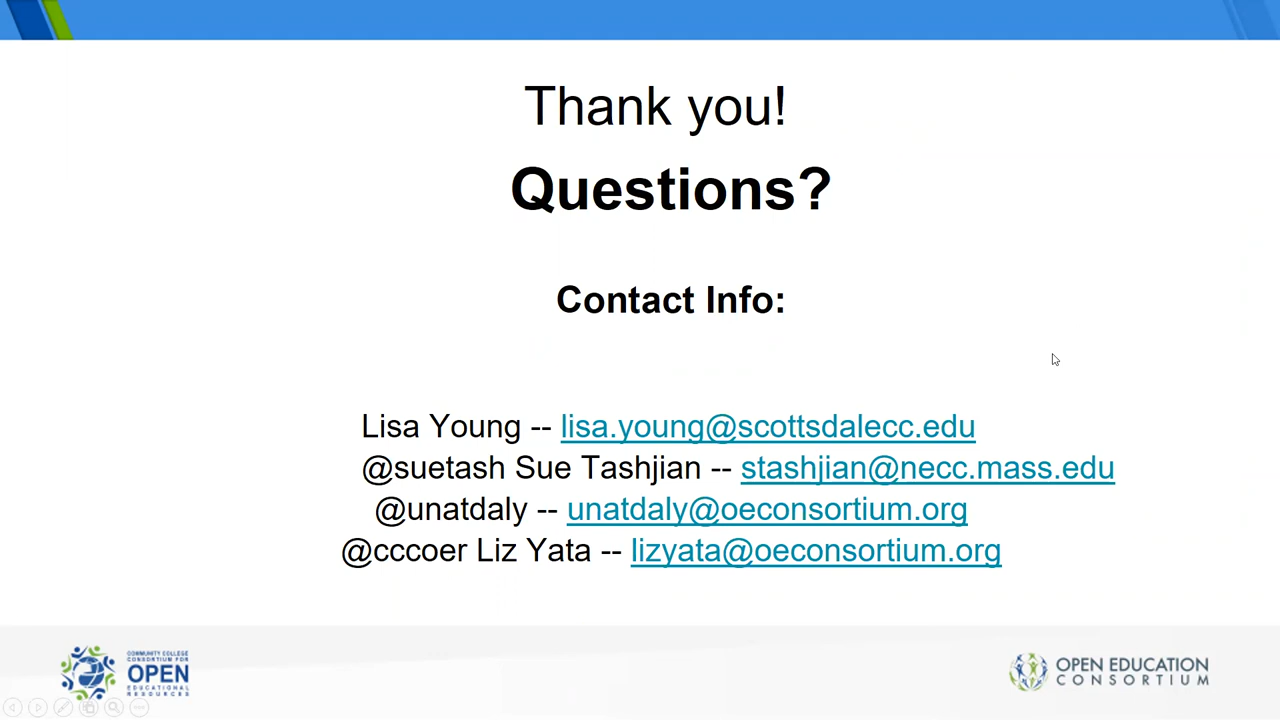 Thank you!
Questions?
Contact Info:
Lisa Young -- lisa.young@scottsdalecc.edu
@suetash Sue Tashjian -- stashjian@necc.mass.edu
@unatdaly -- unatdaly@oeconsortium.org
@cccoer Liz Yata -- lizyata@oeconsortium.org
COMMUNITY COLLEGE
CONSORTIUM FOR
OPEN
EDUCATIONAL
RESOURCES
OPEN EDUCATION
CONSORTIUM